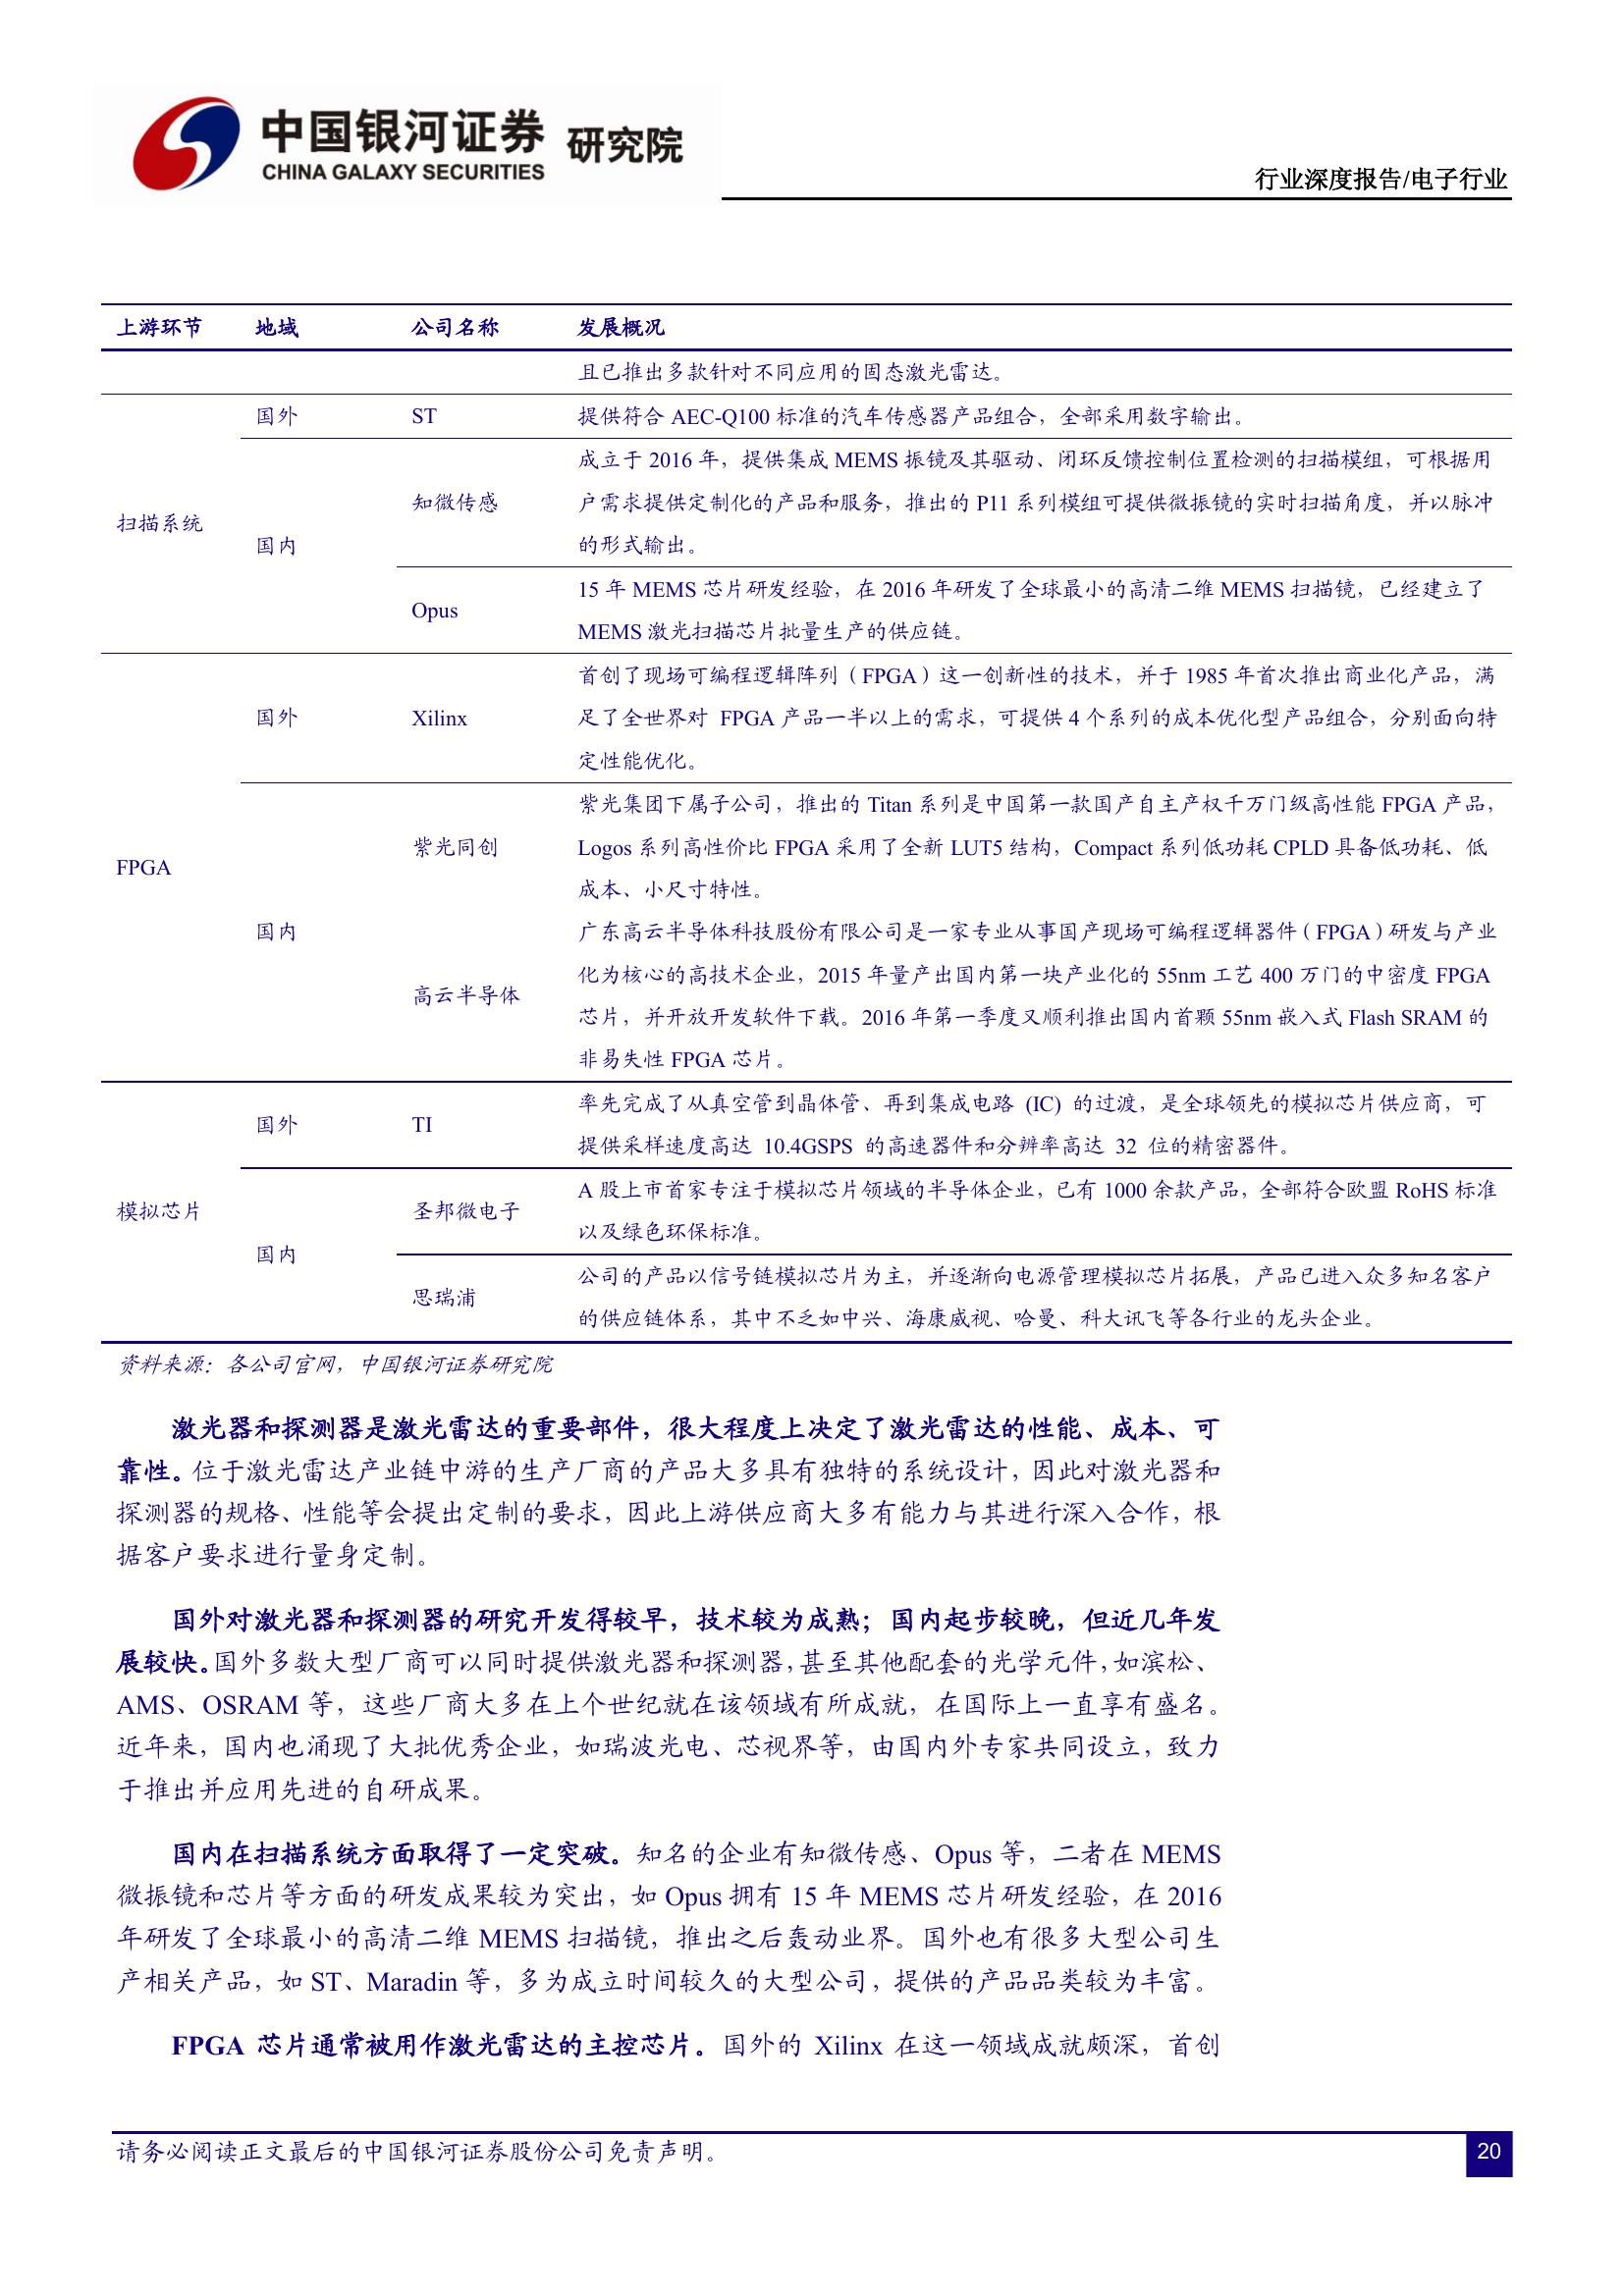 中国银河证券 研究院
CHINA GALAXY SECURITIES
行业深度报告/电子行业
上游环节 地域 公司名称 发展概况
且已推出多款针对不同应用的固态激光雷达。
国外 ST 提供符合 AEC-Q100 标准的汽车传感器产品组合，全部采用数字输出。
扫描系统
国内
知微传感
成立于 2016 年，提供集成 MEMS 振镜及其驱动、闭环反馈控制位置检测的扫描模组，可根据用
户需求提供定制化的产品和服务，推出的 P11 系列模组可提供微振镜的实时扫描角度，并以脉冲
的形式输出。
Opus
15 年 MEMS 芯片研发经验，在 2016 年研发了全球最小的高清二维 MEMS 扫描镜，已经建立了
MEMS 激光扫描芯片批量生产的供应链。
FPGA
国外
Xilinx
首创了现场可编程逻辑阵列（FPGA）这一创新性的技术，并于 1985 年首次推出商业化产品，满
足了全世界对 FPGA 产品一半以上的需求，可提供 4 个系列的成本优化型产品组合，分别面向特
定性能优化。
国内
紫光同创
紫光集团下属子公司，推出的 Titan 系列是中国第一款国产自主产权千万门级高性能 FPGA 产品，
Logos 系列高性价比 FPGA 采用了全新 LUT5 结构，Compact 系列低功耗 CPLD 具备低功耗、低
成本、小尺寸特性。
高云半导体
广东高云半导体科技股份有限公司是一家专业从事国产现场可编程逻辑器件（FPGA）研发与产业
化为核心的高技术企业，2015 年量产出国内第一块产业化的 55nm 工艺 400 万门的中密度 FPGA
芯片，并开放开发软件下载。2016 年第一季度又顺利推出国内首颗 55nm 嵌入式 Flash SRAM 的
非易失性 FPGA 芯片。
模拟芯片
国外
TI
率先完成了从真空管到晶体管、再到集成电路 (IC) 的过渡，是全球领先的模拟芯片供应商，可
提供采样速度高达 10.4GSPS 的高速器件和分辨率高达 32 位的精密器件。
国内
圣邦微电子
A 股上市首家专注于模拟芯片领域的半导体企业，已有 1000 余款产品，全部符合欧盟 RoHS 标准
以及绿色环保标准。
思瑞浦
公司的产品以信号链模拟芯片为主，并逐渐向电源管理模拟芯片拓展，产品已进入众多知名客户
的供应链体系，其中不乏如中兴、海康威视、哈曼、科大讯飞等各行业的龙头企业。
资料来源：各公司官网，中国银河证券研究院
激光器和探测器是激光雷达的重要部件，很大程度上决定了激光雷达的性能、成本、可
靠性。位于激光雷达产业链中游的生产厂商的产品大多具有独特的系统设计，因此对激光器和
探测器的规格、性能等会提出定制的要求，因此上游供应商大多有能力与其进行深入合作，根
据客户要求进行量身定制。
国外对激光器和探测器的研究开发得较早，技术较为成熟；国内起步较晚，但近几年发
展较快。国外多数大型厂商可以同时提供激光器和探测器，甚至其他配套的光学元件，如滨松、
AMS、OSRAM 等，这些厂商大多在上个世纪就在该领域有所成就，在国际上一直享有盛名。
近年来，国内也涌现了大批优秀企业，如瑞波光电、芯视界等，由国内外专家共同设立，致力
于推出并应用先进的自研成果。
国内在扫描系统方面取得了一定突破。知名的企业有知微传感、Opus 等，二者在 MEMS
微振镜和芯片等方面的研发成果较为突出，如 Opus 拥有 15 年 MEMS 芯片研发经验，在 2016
年研发了全球最小的高清二维 MEMS 扫描镜，推出之后轰动业界。国外也有很多大型公司生
产相关产品，如 ST、Maradin 等，多为成立时间较久的大型公司，提供的产品品类较为丰富。
FPGA 芯片通常被用作激光雷达的主控芯片。国外的 Xilinx 在这一领域成就颇深，首创
请务必阅读正文最后的中国银河证券股份公司免责声明。
20